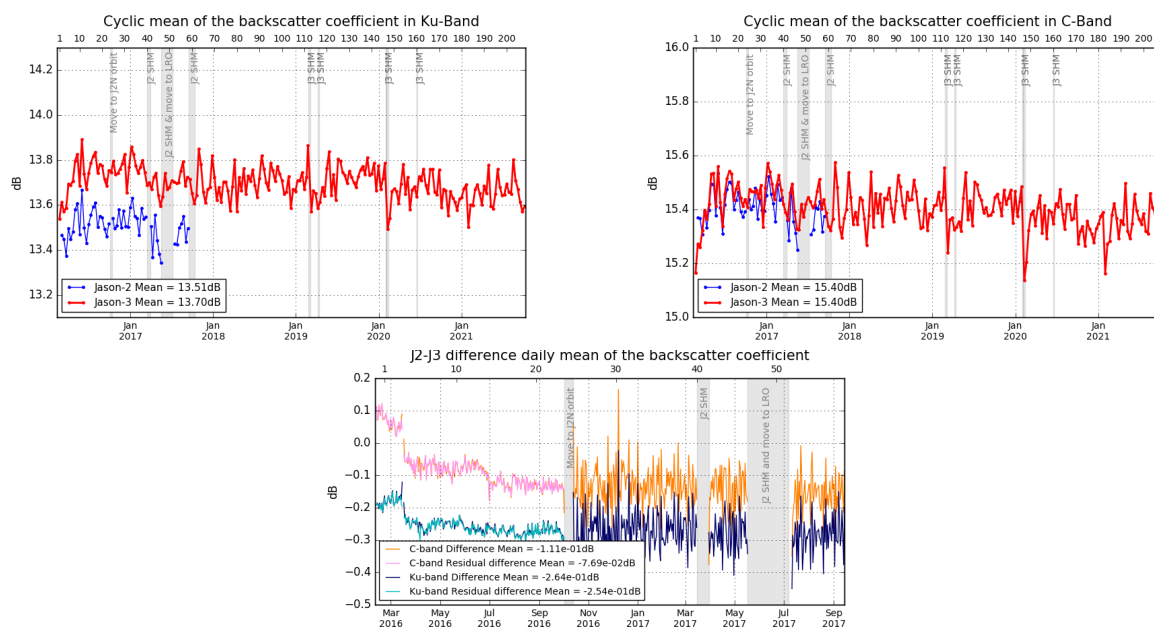 Cyclic mean of the backscatter coefficient in Ku-Band
1 10 20 30 40 50 60 70 80 90 100 110 120 130 140 150 160 170 180 190 200
14.2
14.0
13.8
13.6
13.4
13.2
dB
Move to J2N orbit
J2 SHM
J2 SHM & move to LRO
J2 SHM
J3 SHM
J3 SHM
J3 SHM
J3 SHM
Jason-2 Mean = 13.51dB
Jason-3 Mean = 13.70dB
Jan Jan Jan Jan Jan
2017 2018 2019 2020 2021
Cyclic mean of the backscatter coefficient in C-Band
1 10 20 30 40 50 60 70 80 90 100 110 120 130 140 150 160 170 180 190 200
16.0
15.8
15.6
15.4
15.2
15.0
dB
Move to J2N orbit
J2 SHM
J2 SHM & move to LRO
J2 SHM
J3 SHM
J3 SHM
J3 SHM
J3 SHM
Jason-2 Mean = 15.40dB
Jason-3 Mean = 15.40dB
Jan Jan Jan Jan Jan
2017 2018 2019 2020 2021
J2-J3 difference daily mean of the backscatter coefficient
1 10 20 30 40 50
0.2
0.1
0.0
−0.1
−0.2
−0.3
−0.4
−0.5
dB
Move to J2N orbit
J2 SHM
J2 SHM and move to LRO
C-band Difference Mean = -1.11e-01dB
C-band Residual difference Mean = -7.69e-02dB
Ku-band Difference Mean = -2.64e-01dB
Ku-band Residual difference Mean = -2.54e-01dB
Mar May Jul Sep Nov Jan Mar May Jul Sep
2016 2016 2016 2016 2016 2017 2017 2017 2017 2017